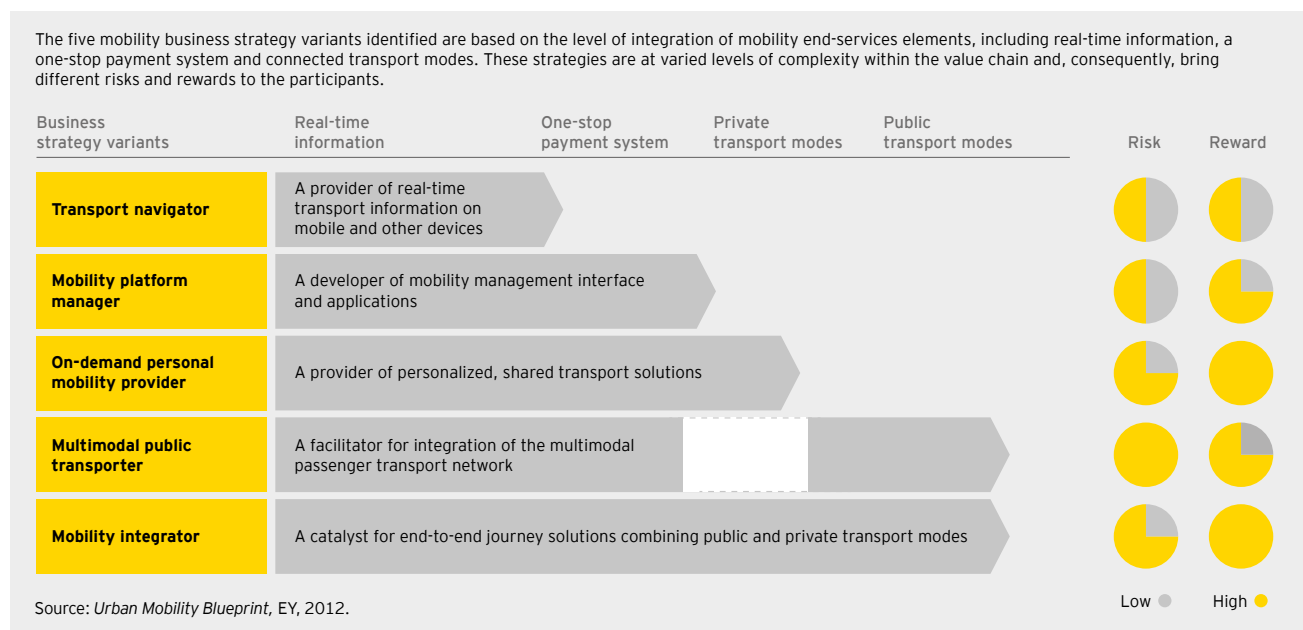 The five mobility business strategy variants identified are based on the level of integration of mobility end-services elements, including real-time information, a
one-stop payment system and connected transport modes. These strategies are at varied levels of complexity within the value chain and, consequently, bring
different risks and rewards to the participants.
Business
strategy variants
Real-time
information
One-stop
payment system
Private
transport modes
Public
transport modes
Risk
Reward
Transport navigator
A provider of real-time
transport information on
mobile and other devices
Mobility platform
manager
A developer of mobility management interface
and applications
On-demand personal
mobility provider
A provider of personalized, shared transport solutions
Multimodal public
transporter
A facilitator for integration of the multimodal
passenger transport network
Mobility integrator
A catalyst for end-to-end journey solutions combining public and private transport modes
Low
High
Source: Urban Mobility Blueprint, EY, 2012.